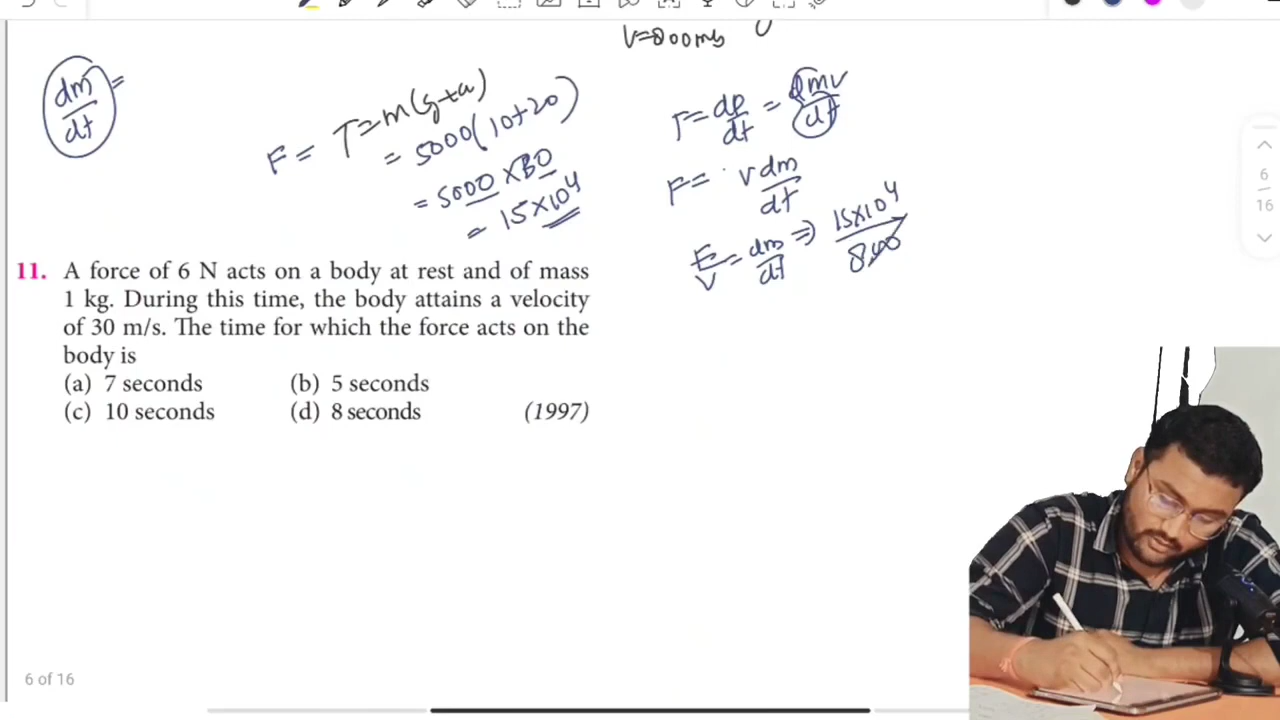 V=800m/s
dm/dt =
F = T=m(g+a)
= 5000(10+20)
= 5000×30
= 15×10⁴
F=dp/dt = dmv/dt
F= v dm/dt
F/V=dm/dt ⇒ 15×10⁴/800
11. A force of 6 N acts on a body at rest and of mass
1 kg. During this time, the body attains a velocity
of 30 m/s. The time for which the force acts on the
body is
(a) 7 seconds (b) 5 seconds
(c) 10 seconds (d) 8 seconds (1997)
6
16
6 of 16